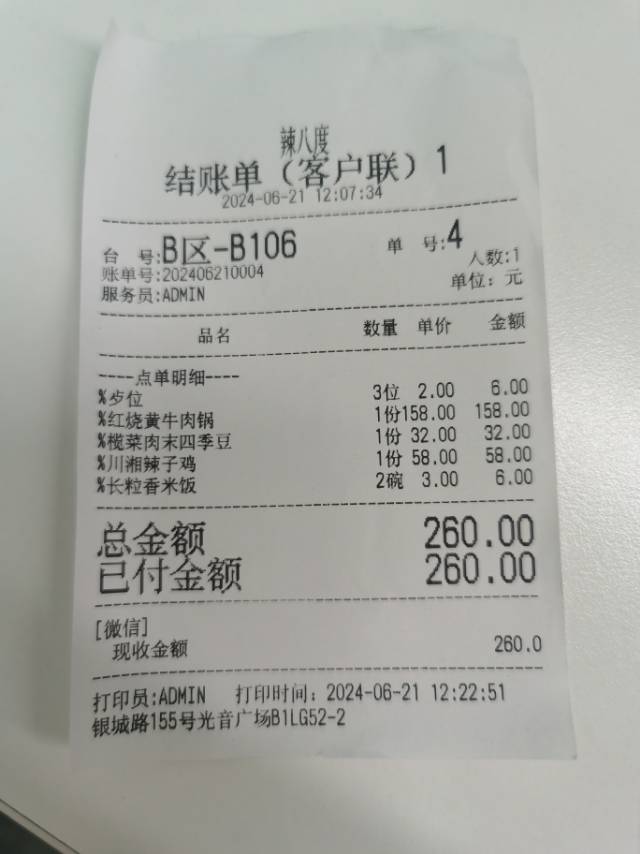 辣八度
结账单（客户联）1
2024-06-21 12:07:34
台 号:B区-B106 单 号:4
账单号:202406210004 人数:1
服务员:ADMIN 单位：元
品名 数量 单价 金额
----点单明细----
%歺位 3位 2.00 6.00
%红烧黄牛肉锅 1份158.00 158.00
%榄菜肉末四季豆 1份 32.00 32.00
%川湘辣子鸡 1份 58.00 58.00
%长粒香米饭 2碗 3.00 6.00
总金额 260.00
已付金额 260.00
[微信]
现收金额 260.0
打印员:ADMIN 打印时间：2024-06-21 12:22:51
银城路155号光音广场B1LG52-2